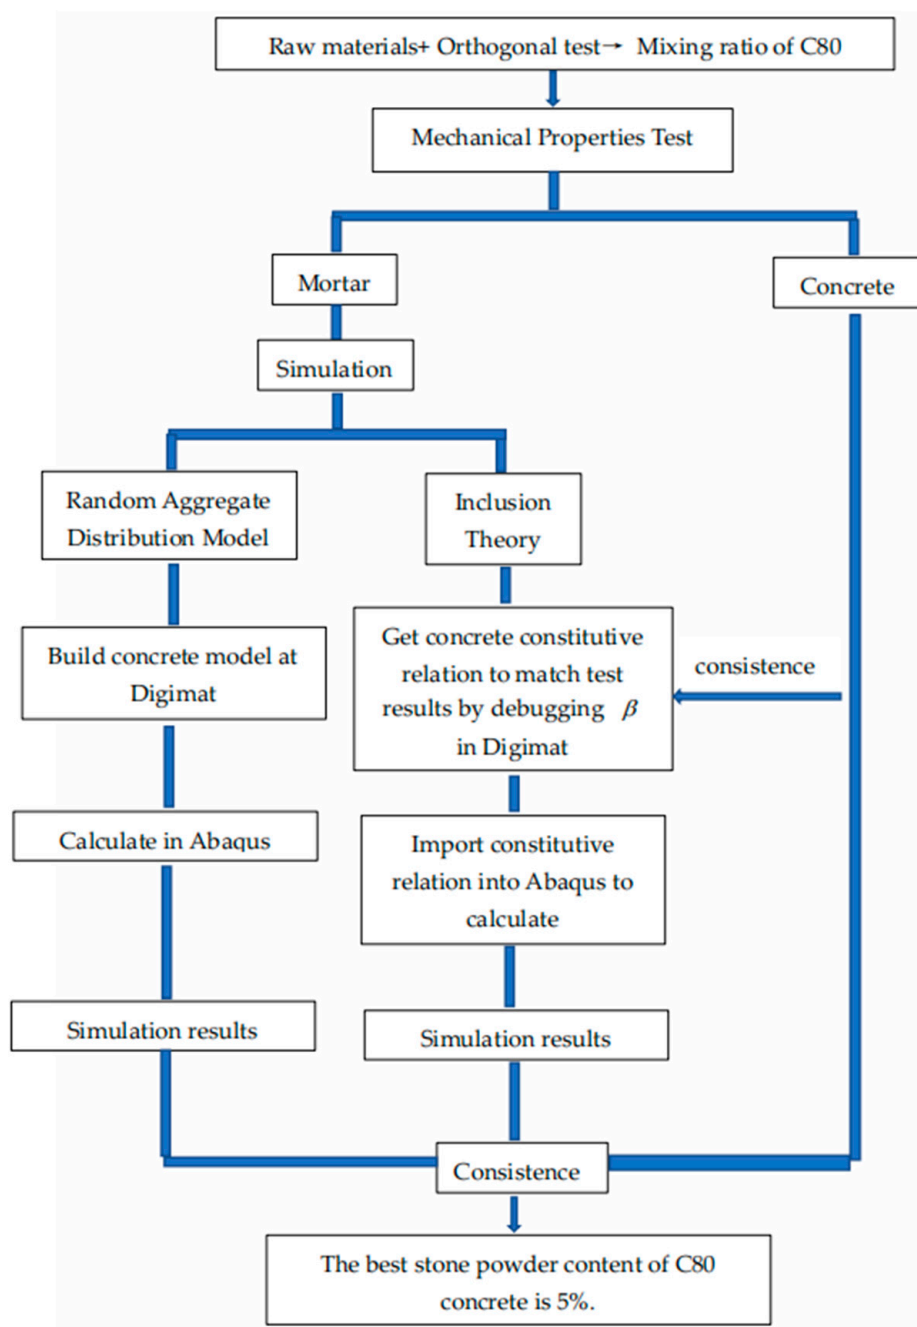 Raw materials+ Orthogonal test→ Mixing ratio of C80
Mechanical Properties Test
Mortar
Concrete
Simulation
Random Aggregate
Distribution Model
Inclusion
Theory
Build concrete model at
Digimat
Get concrete constitutive
relation to match test
results by debugging β
in Digimat
consistence
Calculate in Abaqus
Import constitutive
relation into Abaqus to
calculate
Simulation results
Simulation results
Consistence
The best stone powder content of C80
concrete is 5%.